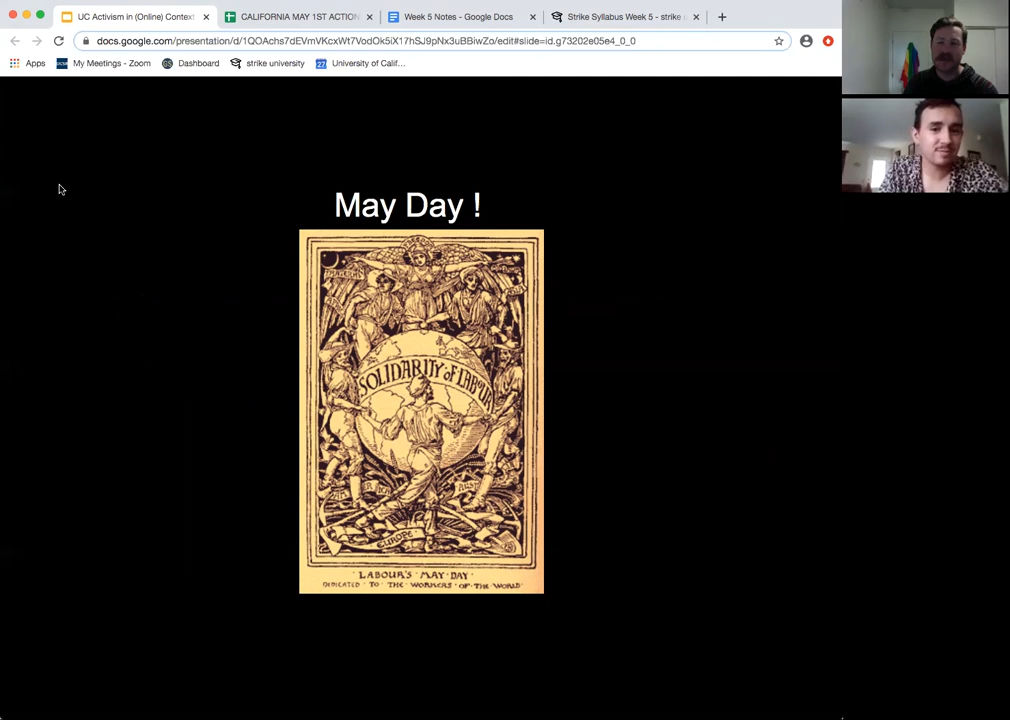 UC Activism in (Online) Context
CALIFORNIA MAY 1ST ACTION
Week 5 Notes - Google Docs
Strike Syllabus Week 5 - strike u
docs.google.com/presentation/d/1QOAchs7dEVmVKcxWt7VodOk5iX17hSJ9pNx3uBBiwZo/edit#slide=id.g73202e05e4_0_0
Apps
My Meetings - Zoom
Dashboard
strike university
27
University of Calif...
May Day !
SOLIDARITY of LABOUR
EUROPE
LABOUR'S MAY DAY
DEDICATED TO THE WORKERS OF THE WORLD